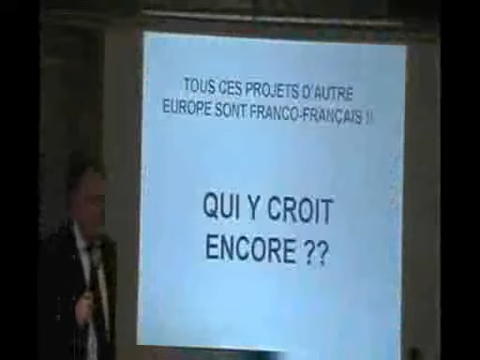 TOUS CES PROJETS D'AUTRE
EUROPE SONT FRANCO-FRANÇAIS !!
QUI Y CROIT
ENCORE ??